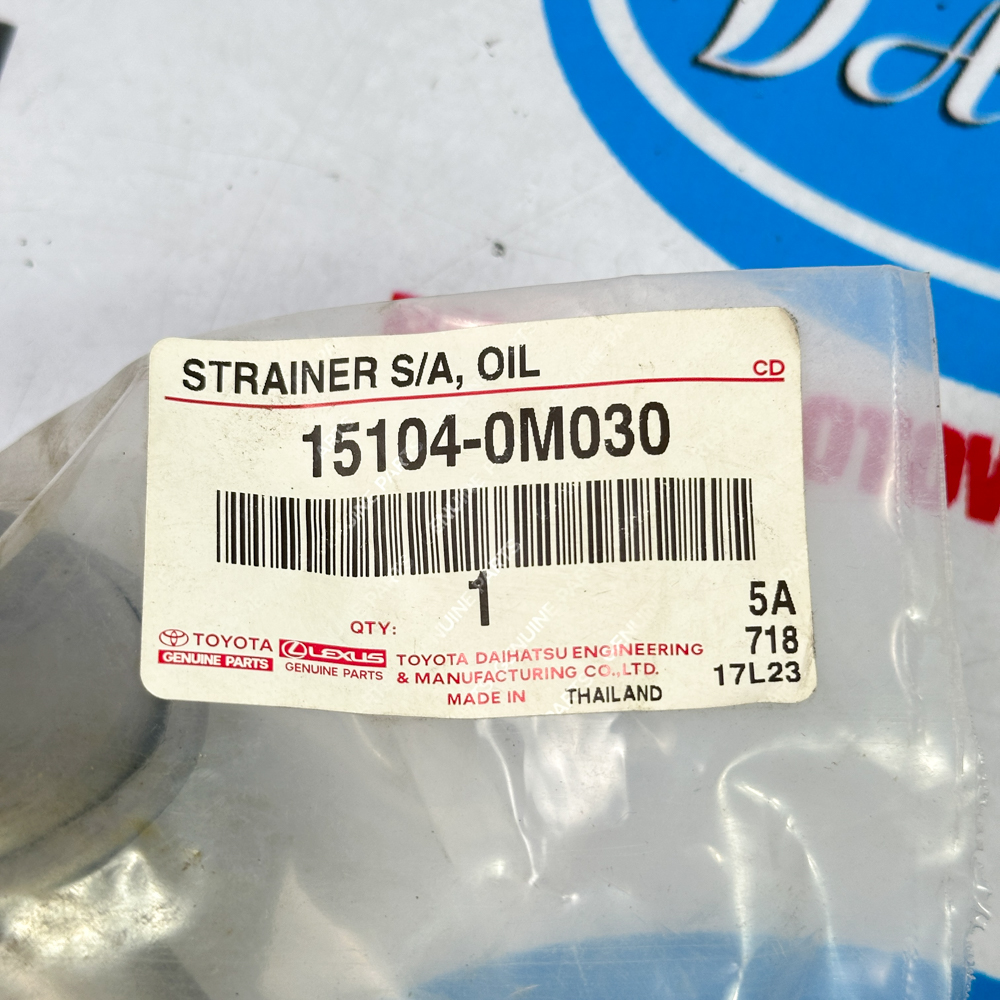 DA
STRAINER S/A, OIL
CD
15104-0M030
QTY: 1
5A
718
17L23
TOYOTA
GENUINE PARTS
LEXUS
GENUINE PARTS
TOYOTA DAIHATSU ENGINEERING
& MANUFACTURING CO.,LTD.
MADE IN THAILAND